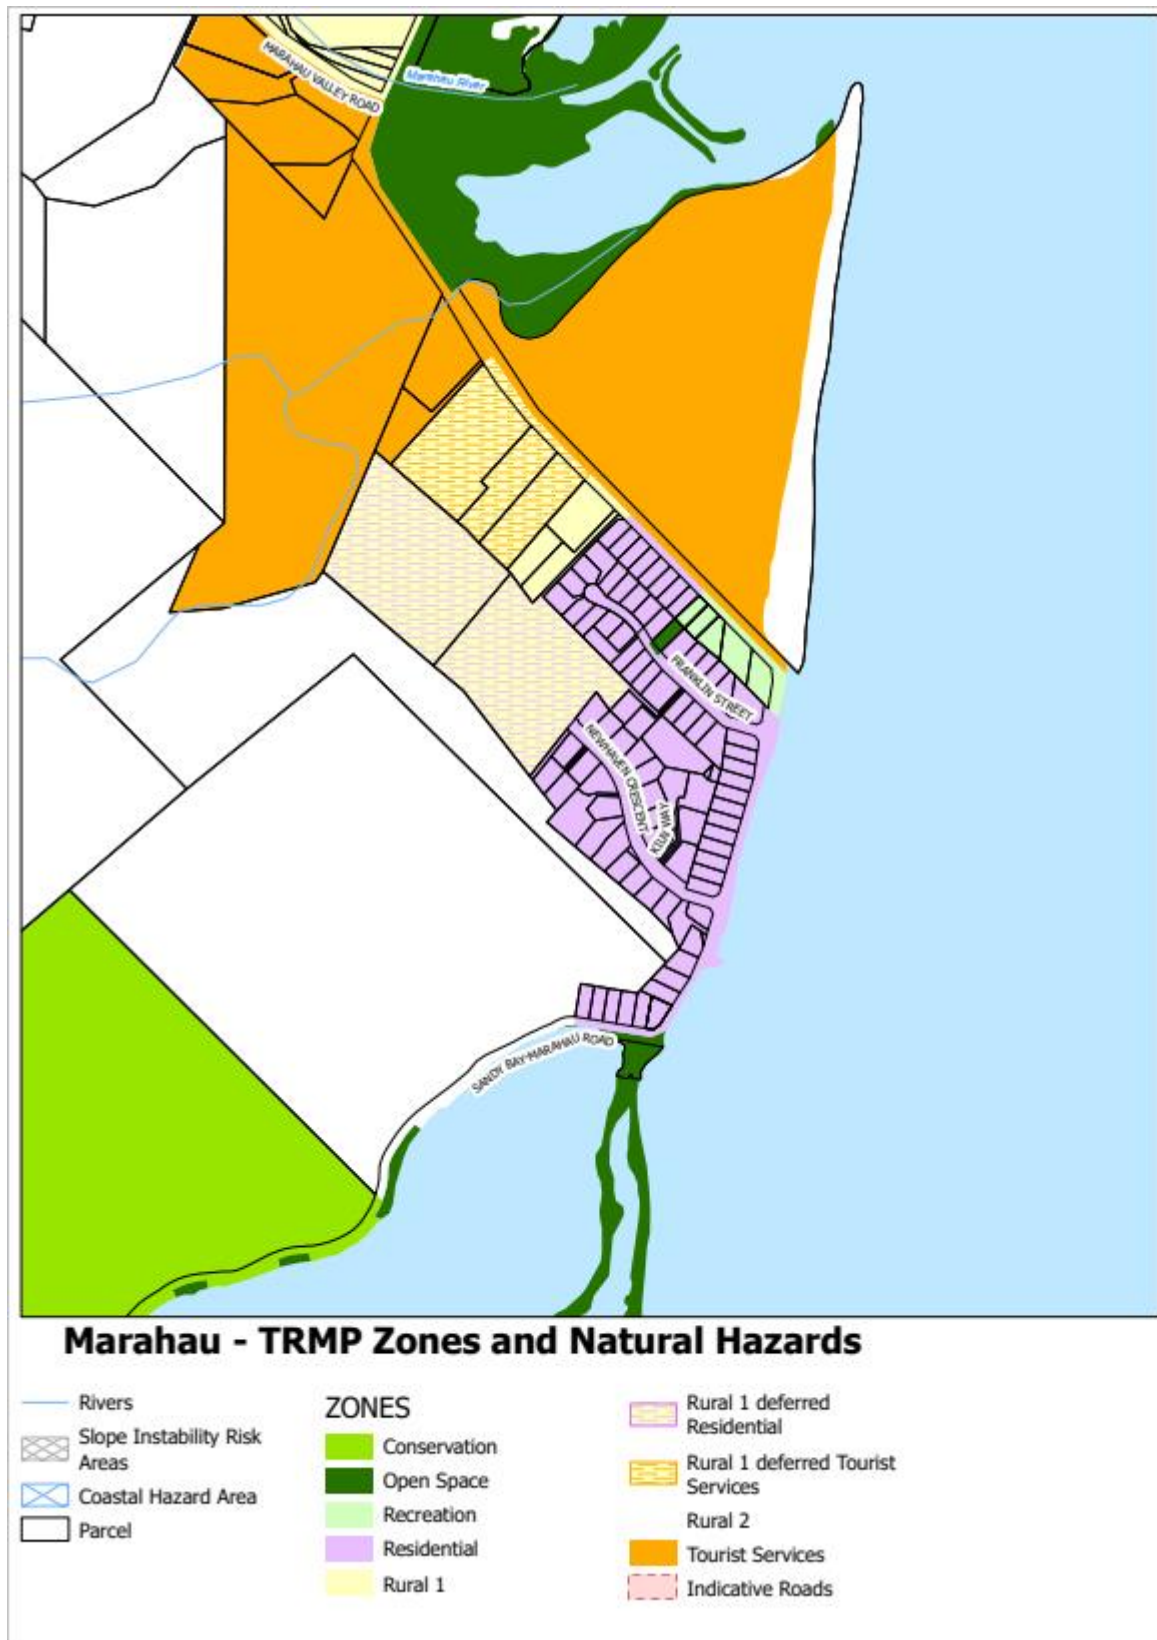 MARAHAU VALLEY ROAD
Marahau River
FRANKLIN STREET
NEWHAVEN CRESCENT
KILN WAY
SANDY BAY-MARAHAU ROAD
Marahau - TRMP Zones and Natural Hazards
Rivers
Slope Instability Risk
Areas
Coastal Hazard Area
Parcel
ZONES
Conservation
Open Space
Recreation
Residential
Rural 1
Rural 1 deferred
Residential
Rural 1 deferred Tourist
Services
Rural 2
Tourist Services
Indicative Roads